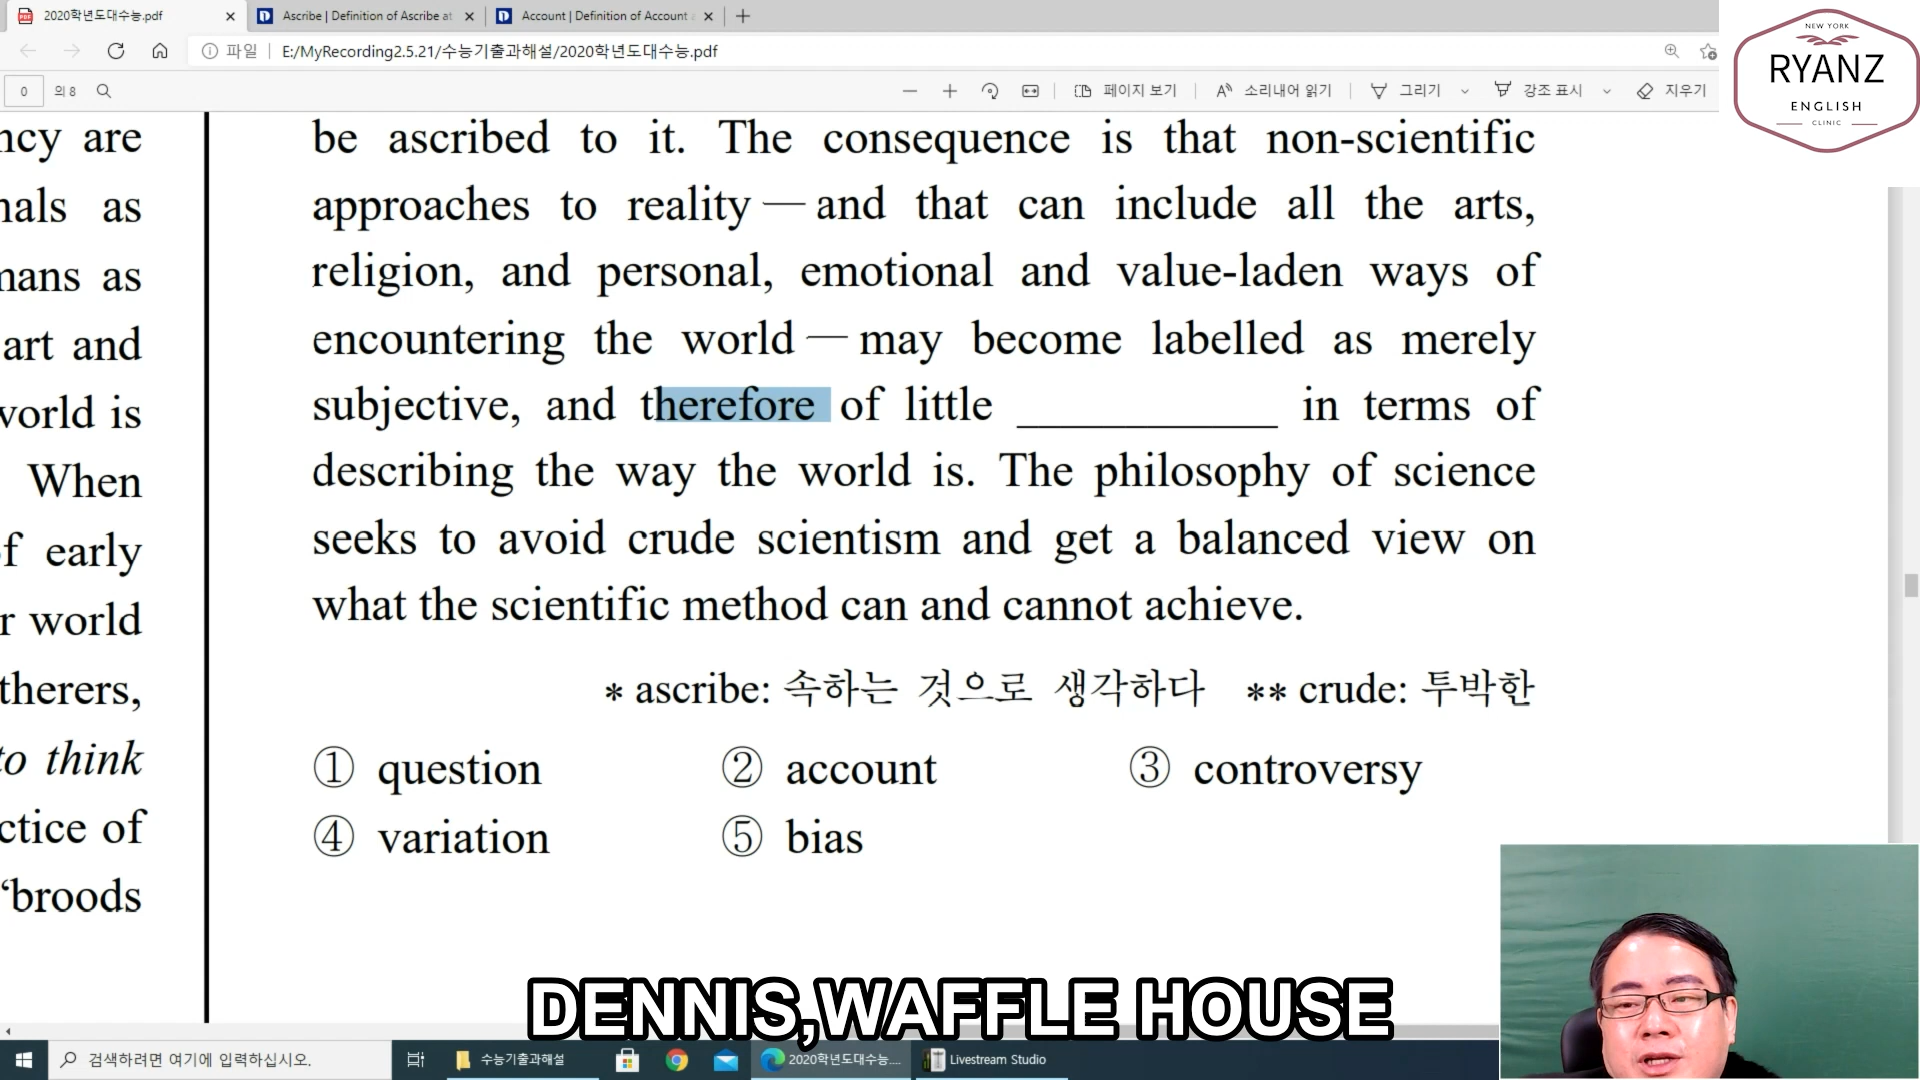 2020학년도대수능.pdf
Ascribe | Definition of Ascribe at
Account | Definition of Account
파일
E:/MyRecording2.5.21/수능기출과해설/2020학년도대수능.pdf
0
의 8
페이지 보기
소리내어 읽기
그리기
강조 표시
지우기
NEW YORK
RYANZ
ENGLISH
CLINIC
ncy are
nals as
mans as
art and
world is
When
of early
r world
therers,
to think
ctice of
“broods
be ascribed to it. The consequence is that non-scientific
approaches to reality — and that can include all the arts,
religion, and personal, emotional and value-laden ways of
encountering the world — may become labelled as merely
subjective, and therefore of little ___________ in terms of
describing the way the world is. The philosophy of science
seeks to avoid crude scientism and get a balanced view on
what the scientific method can and cannot achieve.
* ascribe: 속하는 것으로 생각하다 ** crude: 투박한
① question ② account ③ controversy
④ variation ⑤ bias
DENNIS,WAFFLE HOUSE
검색하려면 여기에 입력하십시오.
수능기출과해설
2020학년도대수능....
Livestream Studio